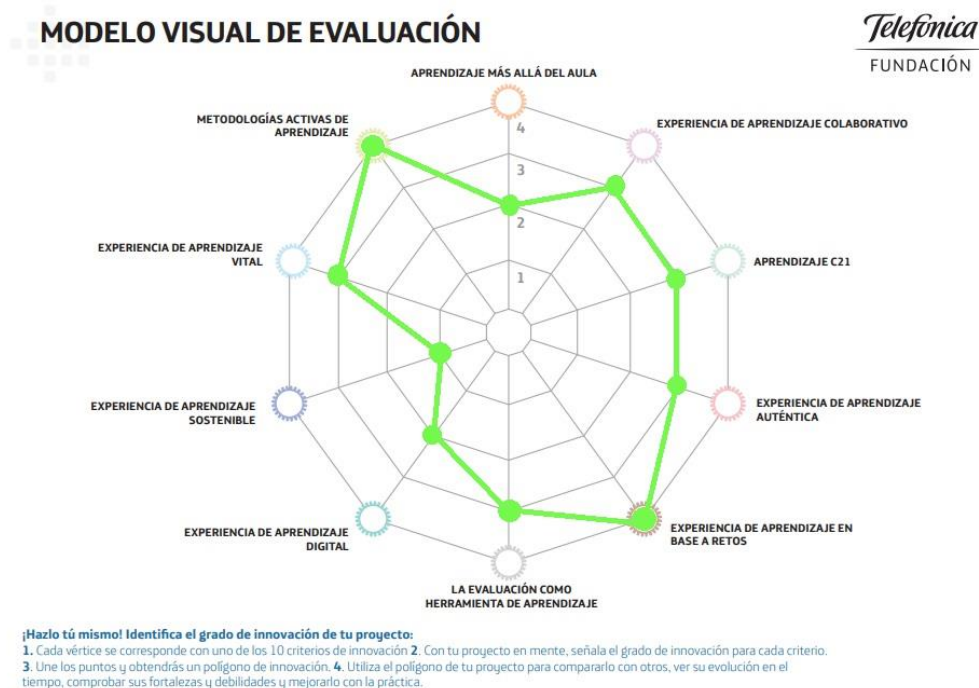 MODELO VISUAL DE EVALUACIÓN
Telefónica
FUNDACIÓN
APRENDIZAJE MÁS ALLÁ DEL AULA
METODOLOGÍAS ACTIVAS DE
APRENDIZAJE
EXPERIENCIA DE APRENDIZAJE COLABORATIVO
4
3
2
1
EXPERIENCIA DE APRENDIZAJE
VITAL
APRENDIZAJE C21
EXPERIENCIA DE APRENDIZAJE
SOSTENIBLE
EXPERIENCIA DE APRENDIZAJE
AUTÉNTICA
EXPERIENCIA DE APRENDIZAJE
DIGITAL
EXPERIENCIA DE APRENDIZAJE EN
BASE A RETOS
LA EVALUACIÓN COMO
HERRAMIENTA DE APRENDIZAJE
¡Hazlo tú mismo! Identifica el grado de innovación de tu proyecto:
1. Cada vértice se corresponde con uno de los 10 criterios de innovación 2. Con tu proyecto en mente, señala el grado de innovación para cada criterio.
3. Une los puntos y obtendrás un polígono de innovación. 4. Utiliza el polígono de tu proyecto para compararlo con otros, ver su evolución en el
tiempo, comprobar sus fortalezas y debilidades y mejorarlo con la práctica.